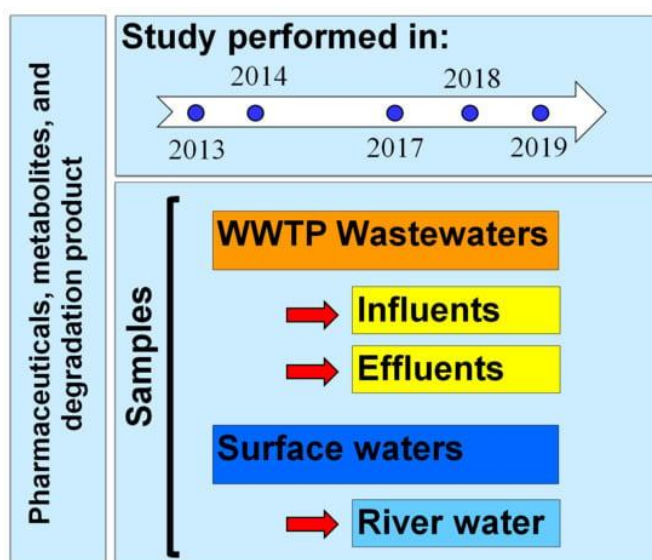 Pharmaceuticals, metabolites, and
degradation product
Study performed in:
2014
2018
2013
2017
2019
Samples
WWTP Wastewaters
Influents
Effluents
Surface waters
River water